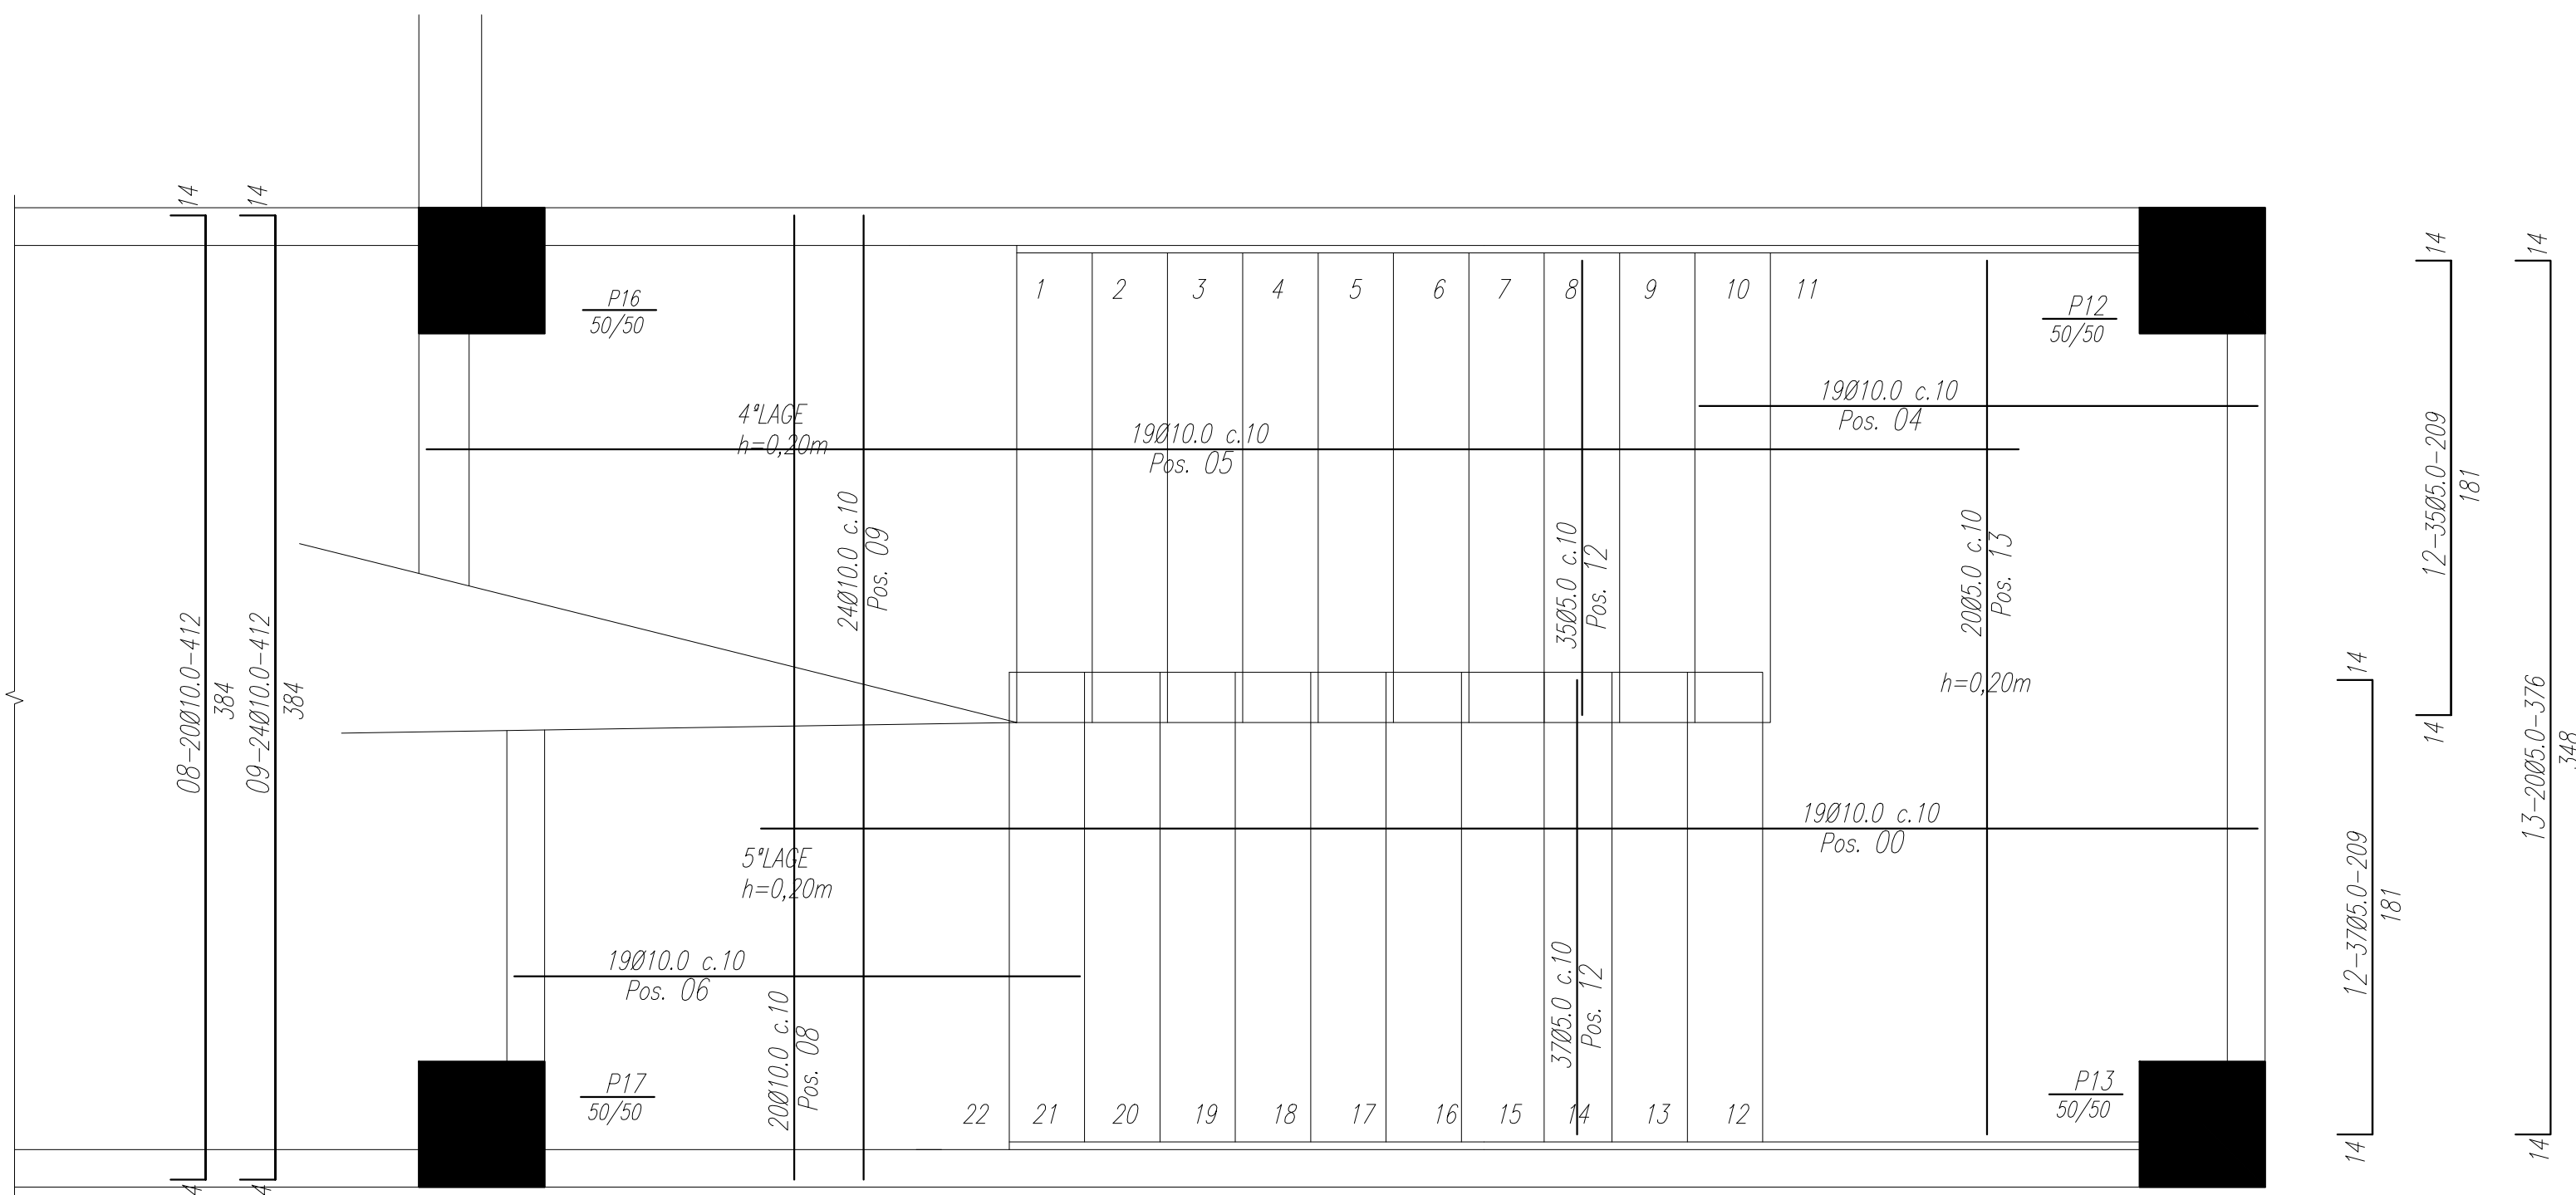 14
14
08-20Ø10.0-412
384
09-24Ø10.0-412
384
4
4
P16
50/50
4ªLAGE
h=0,20m
24Ø10.0 c.10
Pos. 09
1 2 3 4 5 6 7 8 9 10 11
19Ø10.0 c.10
Pos. 05
P12
50/50
19Ø10.0 c.10
Pos. 04
35Ø5.0 c.10
Pos. 12
20Ø5.0 c.10
Pos. 13
h=0,20m
19Ø10.0 c.10
Pos. 00
5ªLAGE
h=0,20m
19Ø10.0 c.10
Pos. 06
20Ø10.0 c.10
Pos. 08
37Ø5.0 c.10
Pos. 12
P17
50/50
22 21 20 19 18 17 16 15 14 13 12
P13
50/50
14
12-35Ø5.0-209
181
14
14
12-37Ø5.0-209
181
14
14
13-20Ø5.0-376
348
14